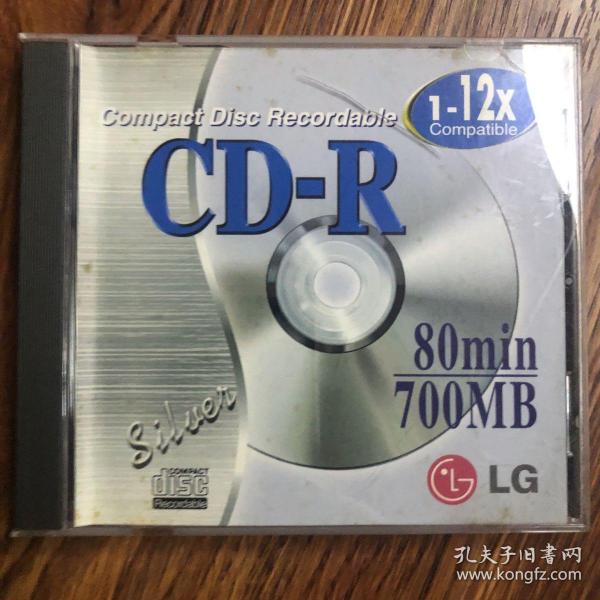 Compact Disc Recordable
1-12x
Compatible
CD-R
80min
700MB
Silver
COMPACT
disc
Recordable
LG
孔夫子旧书网
www.kongfz.com